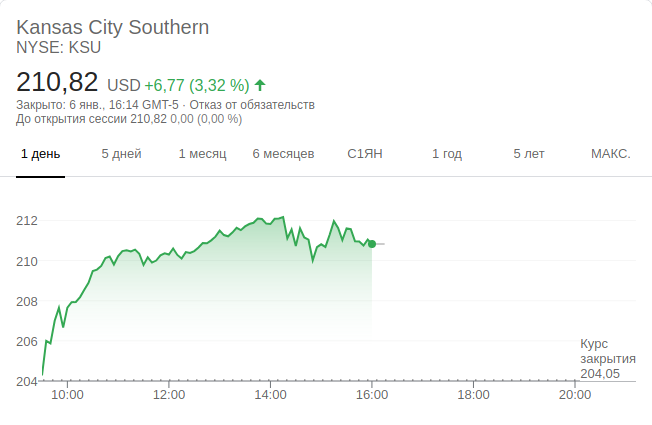 Kansas City Southern
NYSE: KSU
210,82 USD +6,77 (3,32 %)
Закрыто: 6 янв., 16:14 GMT-5 · Отказ от обязательств
До открытия сессии 210,82 0,00 (0,00 %)
1 день 5 дней 1 месяц 6 месяцев С1ЯН 1 год 5 лет МАКС.
212
210
208
206
204
Курс
закрытия
204,05
10:00 12:00 14:00 16:00 18:00 20:00